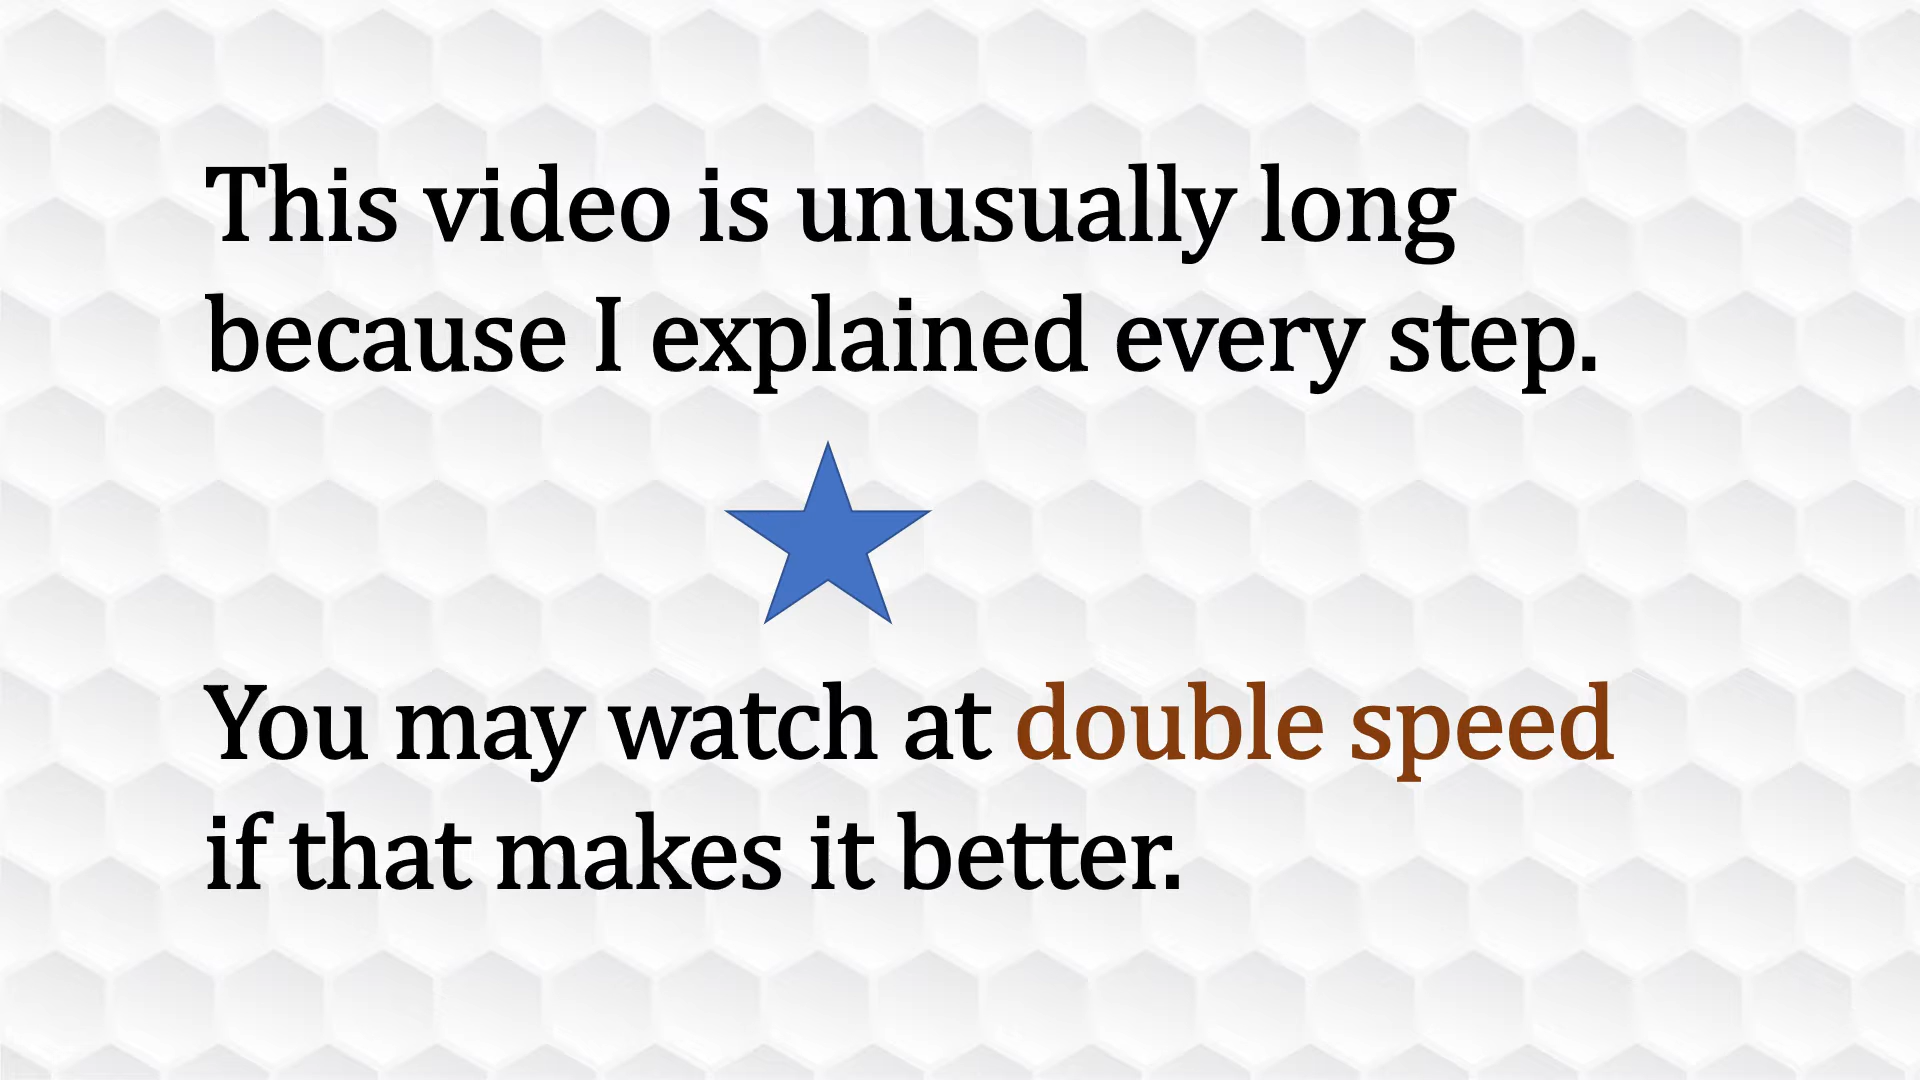 This video is unusually long
because I explained every step.
You may watch at double speed
if that makes it better.